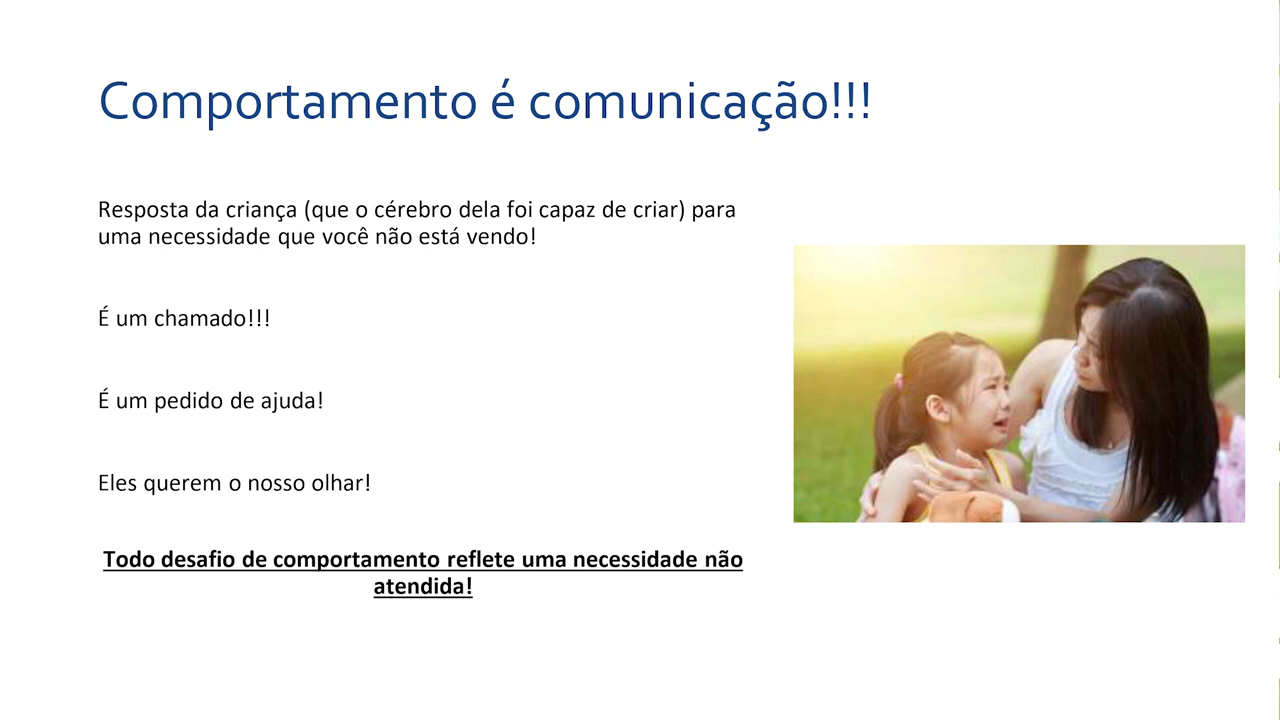 Comportamento é comunicação!!!
Resposta da criança (que o cérebro dela foi capaz de criar) para
uma necessidade que você não está vendo!
É um chamado!!!
É um pedido de ajuda!
Eles querem o nosso olhar!
Todo desafio de comportamento reflete uma necessidade não
atendida!